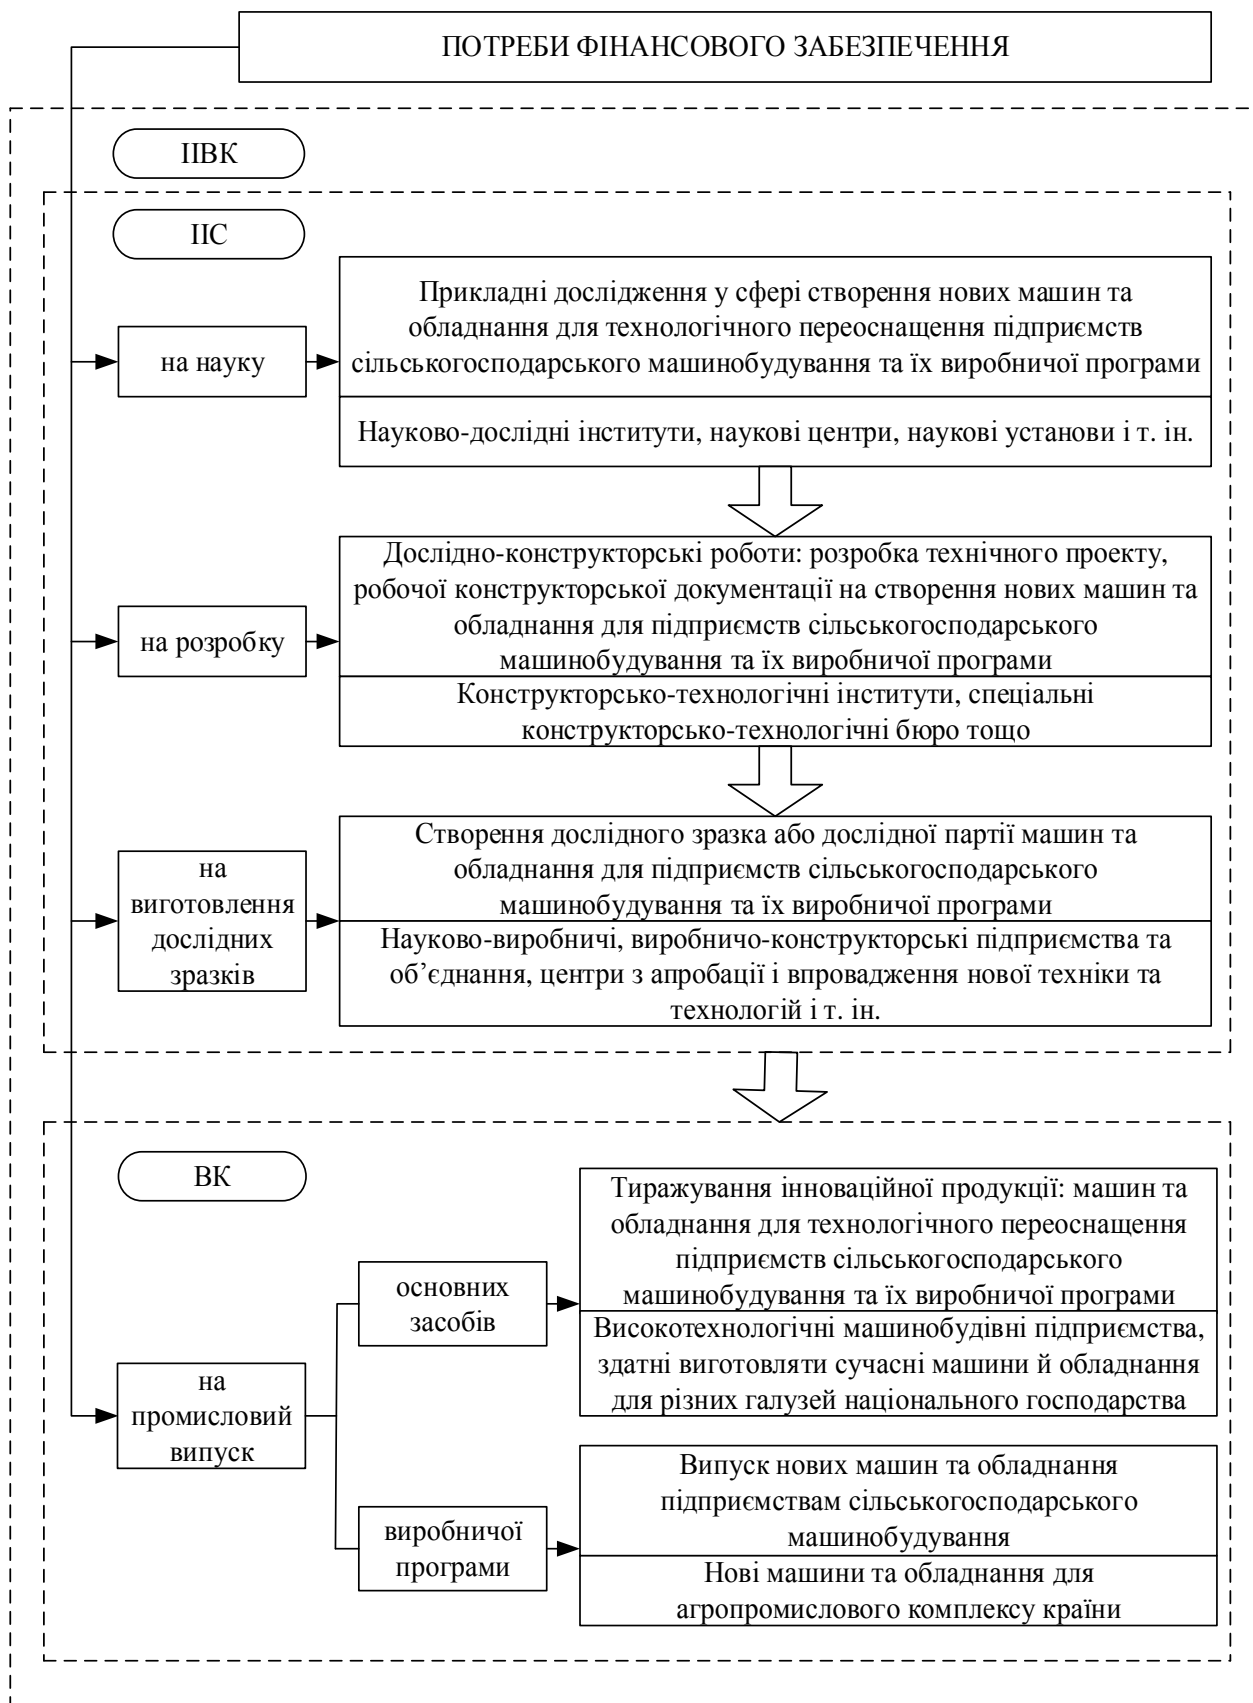 ПОТРЕБИ ФІНАНСОВОГО ЗАБЕЗПЕЧЕННЯ
ІІВК
ІІС
на науку
Прикладні дослідження у сфері створення нових машин та
обладнання для технологічного переоснащення підприємств
сільськогосподарського машинобудування та їх виробничої програми
Науково-дослідні інститути, наукові центри, наукові установи і т. ін.
на розробку
Дослідно-конструкторські роботи: розробка технічного проекту,
робочої конструкторської документації на створення нових машин та
обладнання для підприємств сільськогосподарського
машинобудування та їх виробничої програми
Конструкторсько-технологічні інститути, спеціальні
конструкторсько-технологічні бюро тощо
на
виготовлення
дослідних
зразків
Створення дослідного зразка або дослідної партії машин та
обладнання для підприємств сільськогосподарського
машинобудування та їх виробничої програми
Науково-виробничі, виробничо-конструкторські підприємства та
об’єднання, центри з апробації і впровадження нової техніки та
технологій і т. ін.
ВК
на
промисловий
випуск
основних
засобів
Тиражування інноваційної продукції: машин та
обладнання для технологічного переоснащення
підприємств сільськогосподарського
машинобудування та їх виробничої програми
Високотехнологічні машинобудівні підприємства,
здатні виготовляти сучасні машини й обладнання
для різних галузей національного господарства
виробничої
програми
Випуск нових машин та обладнання
підприємствам сільськогосподарського
машинобудування
Нові машини та обладнання для
агропромислового комплексу країни